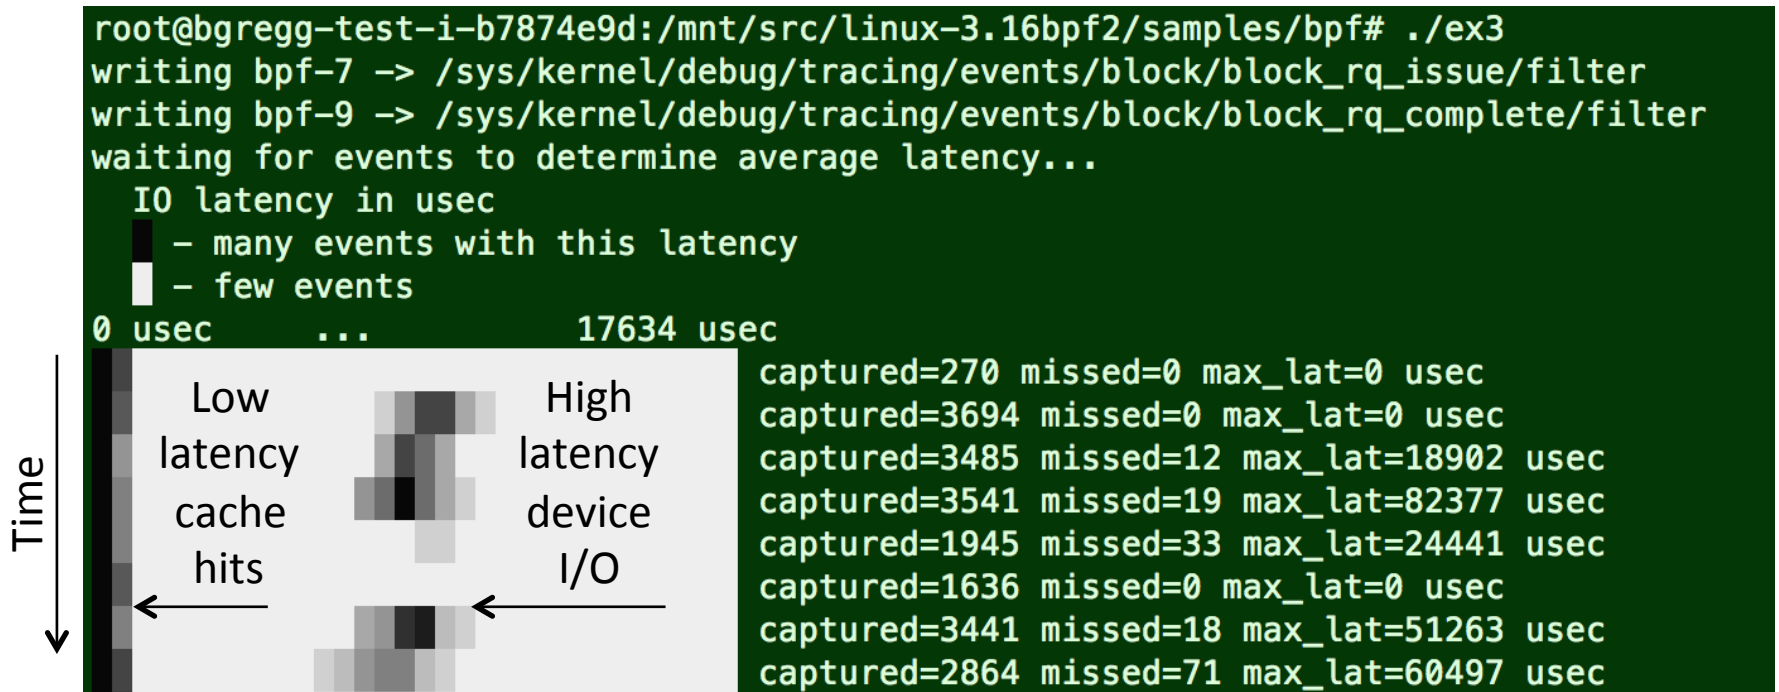 root@bgregg-test-i-b7874e9d:/mnt/src/linux-3.16bpf2/samples/bpf# ./ex3
writing bpf-7 -> /sys/kernel/debug/tracing/events/block/block_rq_issue/filter
writing bpf-9 -> /sys/kernel/debug/tracing/events/block/block_rq_complete/filter
waiting for events to determine average latency...
IO latency in usec
- many events with this latency
- few events
0 usec ... 17634 usec
captured=270 missed=0 max_lat=0 usec
captured=3694 missed=0 max_lat=0 usec
captured=3485 missed=12 max_lat=18902 usec
captured=3541 missed=19 max_lat=82377 usec
captured=1945 missed=33 max_lat=24441 usec
captured=1636 missed=0 max_lat=0 usec
captured=3441 missed=18 max_lat=51263 usec
captured=2864 missed=71 max_lat=60497 usec
Time
Low
latency
cache
hits
High
latency
device
I/O